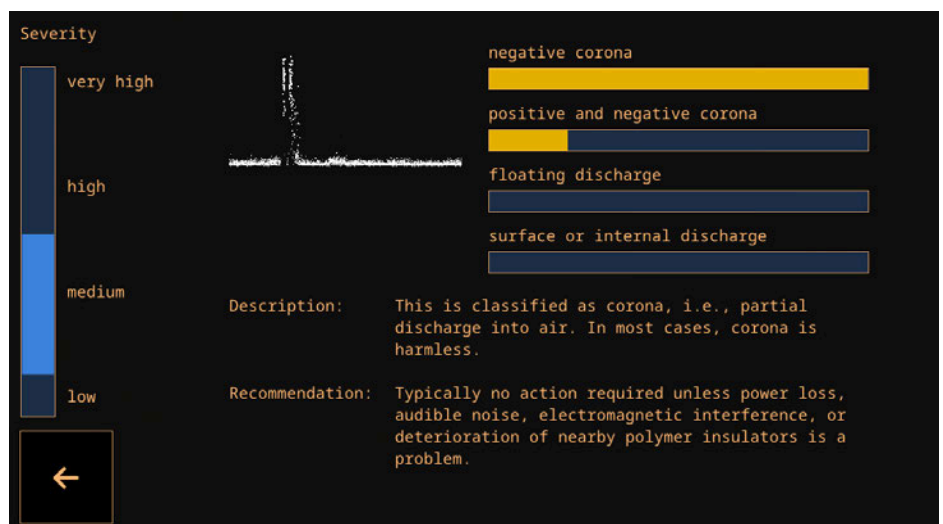 Severity
very high
high
medium
low
negative corona
positive and negative corona
floating discharge
surface or internal discharge
Description:
This is classified as corona, i.e., partial
discharge into air. In most cases, corona is
harmless.
Recommendation:
Typically no action required unless power loss,
audible noise, electromagnetic interference, or
deterioration of nearby polymer insulators is a
problem.